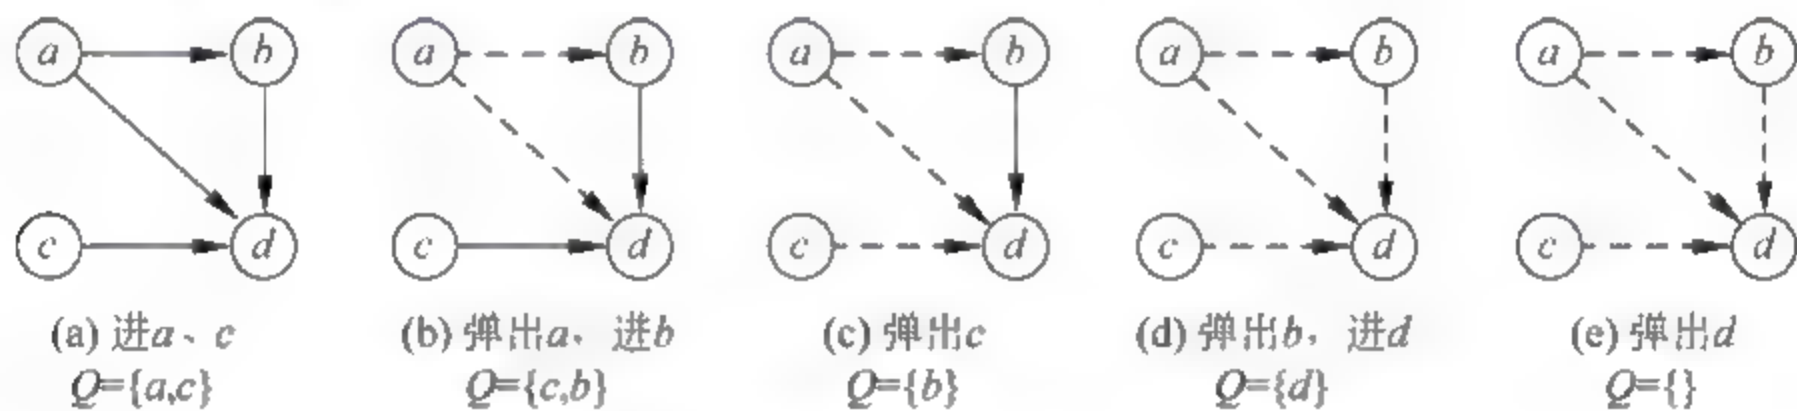 a b a b a b a b a b
c d c d c d c d c d
(a) 进a、c
Q={a,c}
(b) 弹出a，进b
Q={c,b}
(c) 弹出c
Q={b}
(d) 弹出b，进d
Q={d}
(e) 弹出d
Q={}